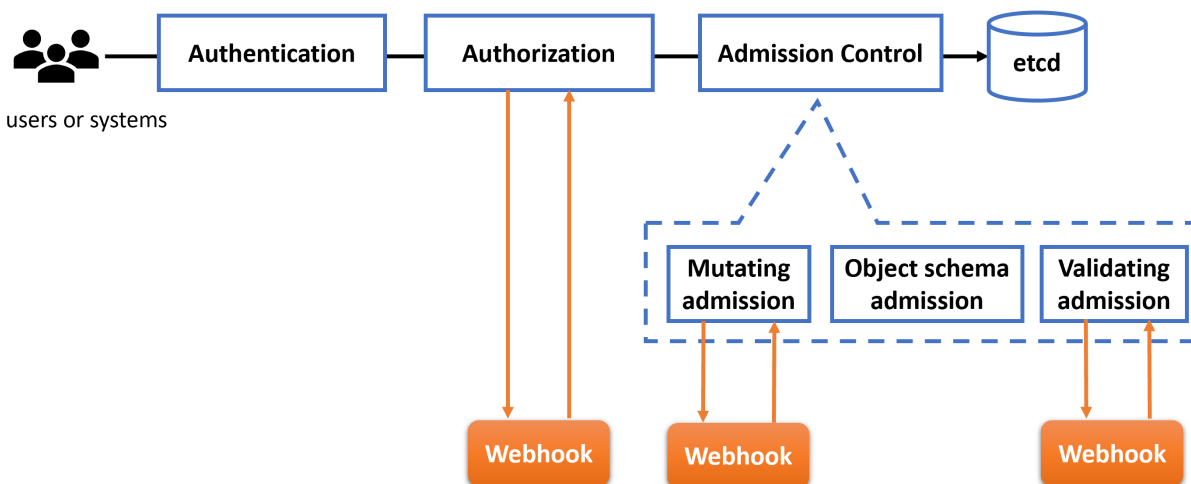 Authentication
Authorization
Admission Control
etcd
users or systems
Mutating
admission
Object schema
admission
Validating
admission
Webhook
Webhook
Webhook